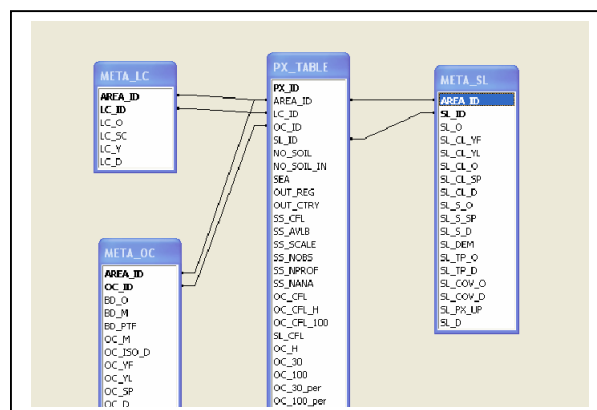 META_LC
AREA_ID
LC_ID
LC_O
LC_SC
LC_Y
LC_D
META_OC
AREA_ID
OC_ID
BD_O
BD_M
BD_PTF
OC_M
OC_ISO_D
OC_YF
OC_YL
OC_SP
OC_D
PX_TABLE
PX_ID
AREA_ID
LC_ID
OC_ID
SL_ID
NO_SOIL
NO_SOIL_IN
SEA
OUT_REG
OUT_CTRY
SS_CFL
SS_AVLB
SS_SCALE
SS_NOBS
SS_NPROF
SS_NANA
OC_CFL
OC_CFL_H
OC_CFL_100
SL_CFL
OC_H
OC_30
OC_100
OC_30_per
OC_100_per
META_SL
AREA_ID
SL_ID
SL_O
SL_CL_YF
SL_CL_YL
SL_CL_O
SL_CL_SP
SL_CL_D
SL_S_O
SL_S_SP
SL_S_D
SL_DEM
SL_TP_O
SL_TP_D
SL_COV_O
SL_COV_D
SL_PX_UP
SL_D